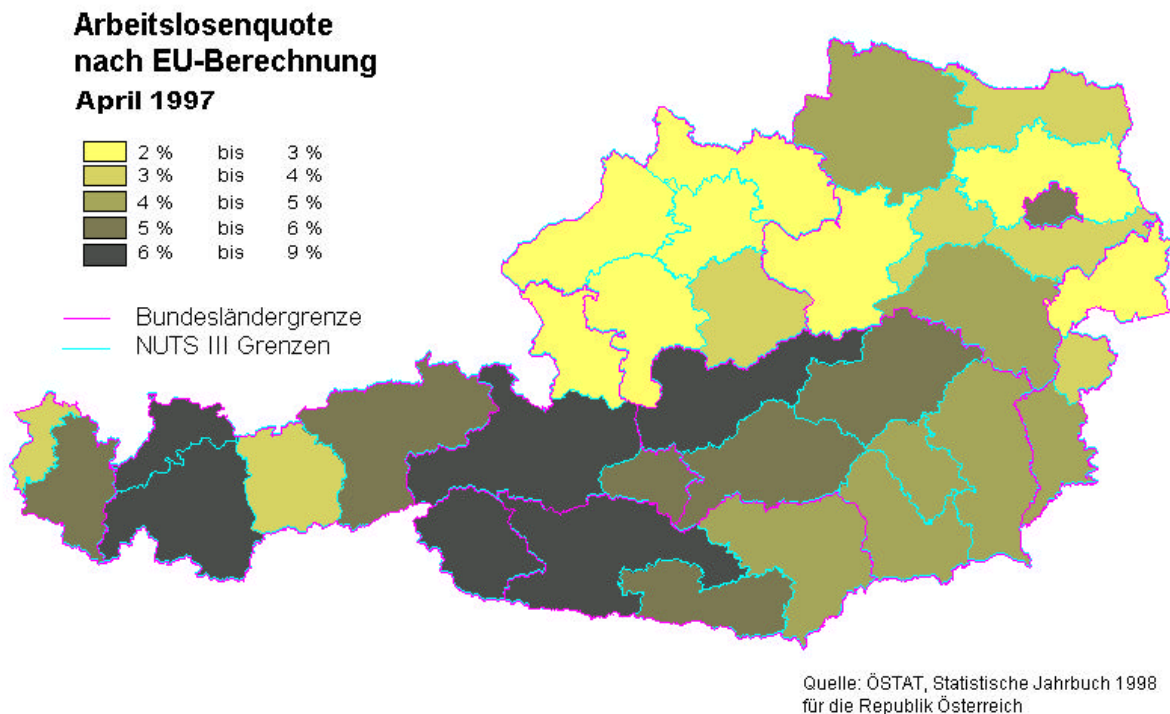 Arbeitslosenquote
nach EU-Berechnung
April 1997
2 % bis 3 %
3 % bis 4 %
4 % bis 5 %
5 % bis 6 %
6 % bis 9 %
Bundesländergrenze
NUTS III Grenzen
Quelle: ÖSTAT, Statistische Jahrbuch 1998
für die Republik Österreich